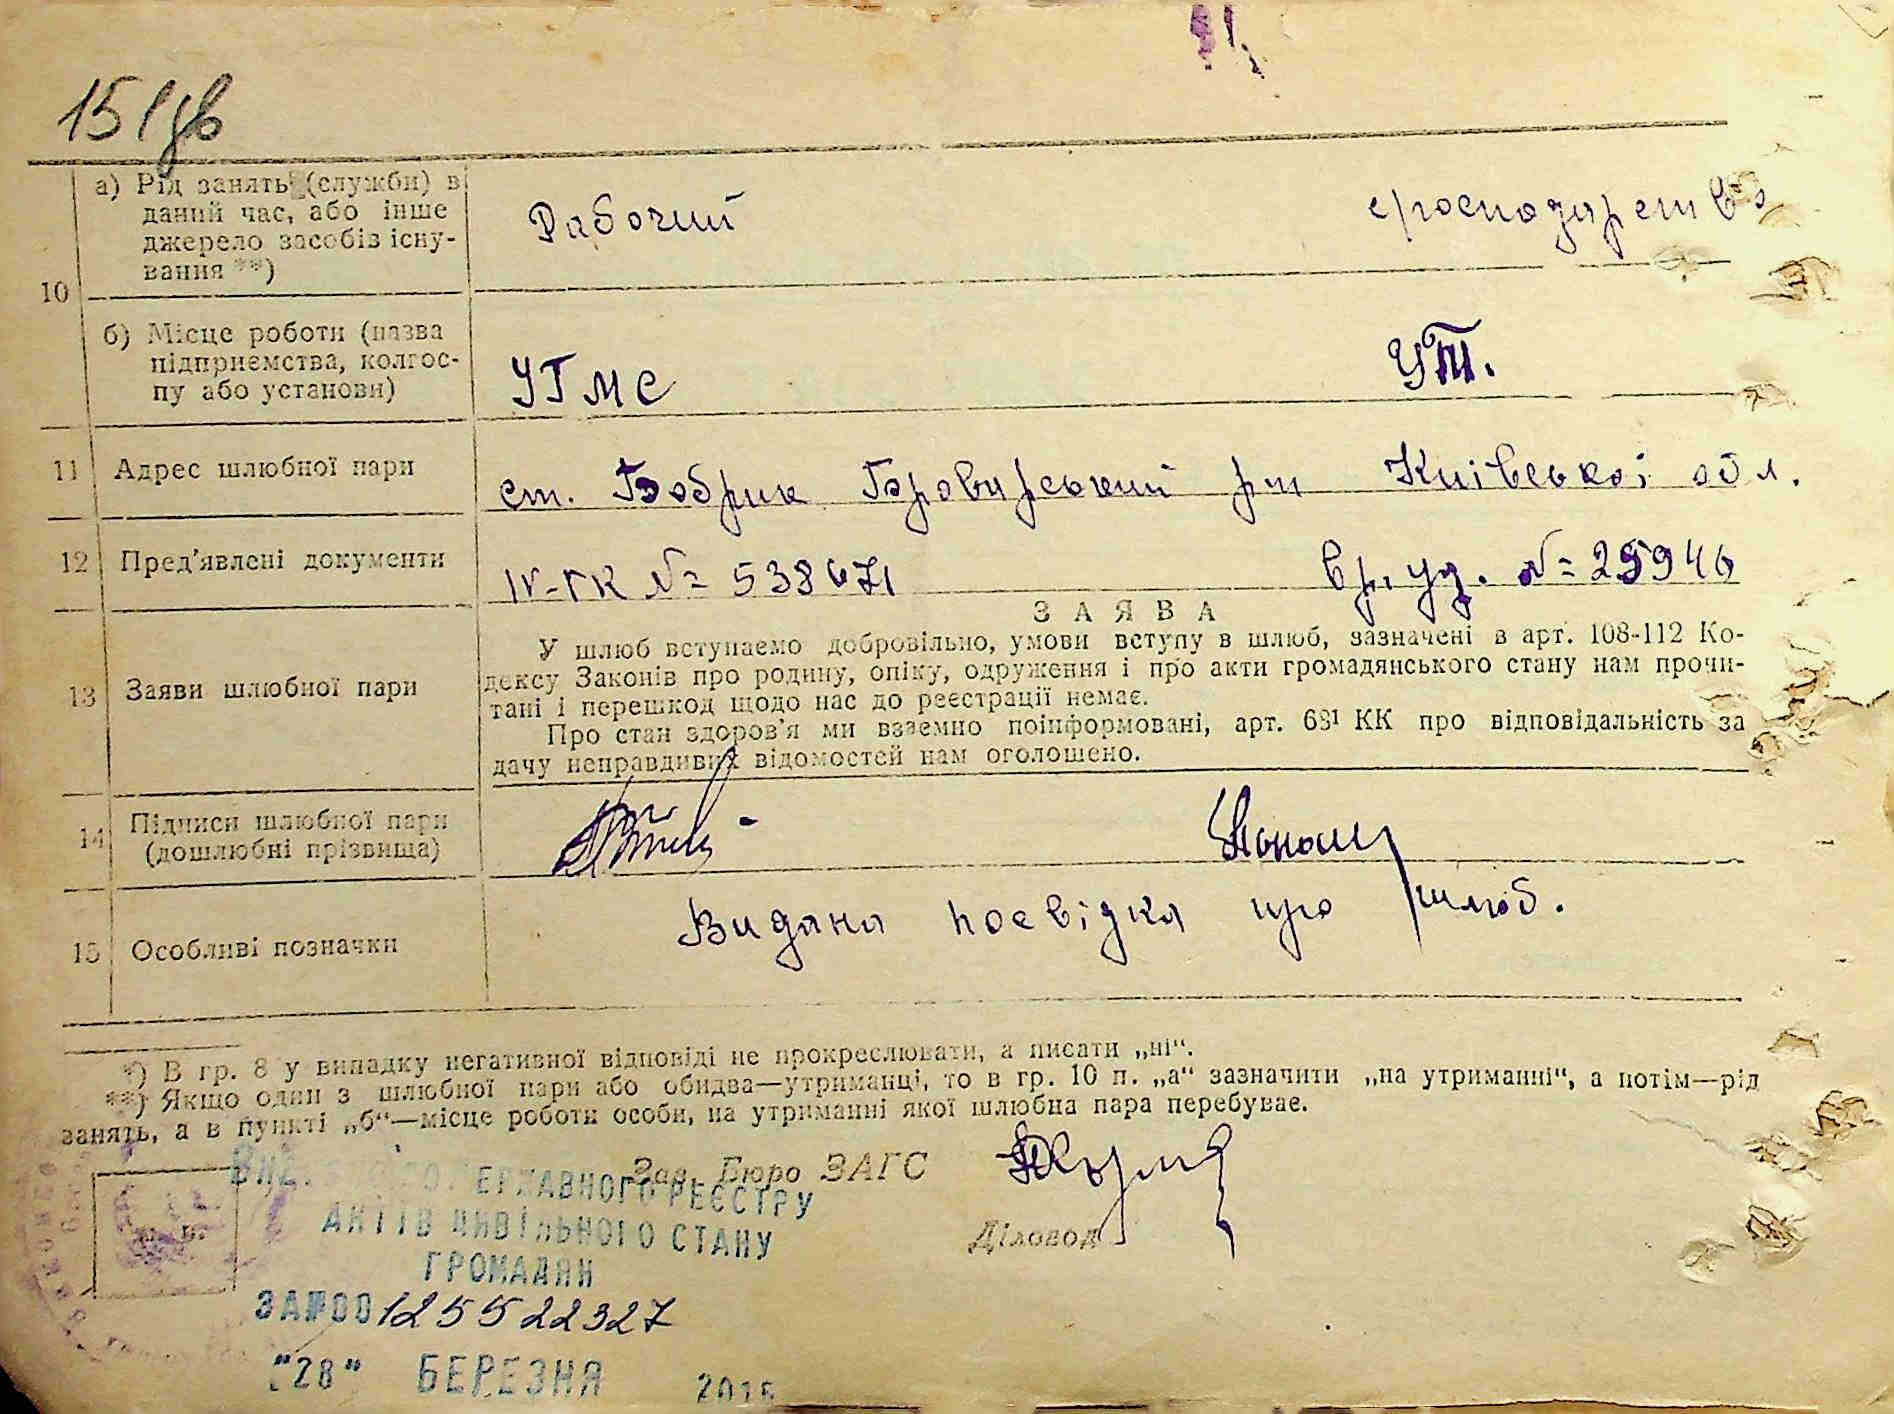 10
а) Рід занять (служби) в
даний час, або інше
джерело засобів існу-
вання **)
Рабочий
б) Місце роботи (назва
підприємства, колгос-
пу або установи)
УГМС
11 Адрес шлюбної пари
ст. Бобрик Броварський рн Київської обл.
12 Пред'явлені документи
IV-ГК № 538671
вр. уд. № 25946
13 Заяви шлюбної пари
ЗАЯВА
У шлюб вступаємо добровільно, умови вступу в шлюб, зазначені в арт. 108-112 Ко-
дексу Законів про родину, опіку, одруження і про акти громадянського стану нам прочи-
тані і перешкод щодо нас до реєстрації немає.
Про стан здоров'я ми взаємно поінформовані, арт. 68¹ КК про відповідальність за
дачу неправдивих відомостей нам оголошено.
14 Підписи шлюбної пари
(дошлюбні прізвища)
15 Особливі позначки
Видана посвідка про шлюб.
*) В гр. 8 у випадку негативної відповіді не прокреслювати, а писати „ні“.
**) Якщо один з шлюбної пари або обидва—утриманці, то в гр. 10 п. „а“ зазначити „на утриманні“, а потім—рід
занять, а в пункті „б“—місце роботи особи, на утриманні якої шлюбна пара перебуває.
Зав. Бюро ЗАГС
ДЕРЖАВНОГО РЕЄСТРУ
АКТІВ ЦИВІЛЬНОГО СТАНУ
Діловод
ГРОМАДЯН
ЗА №00125522327
"28" БЕРЕЗНЯ